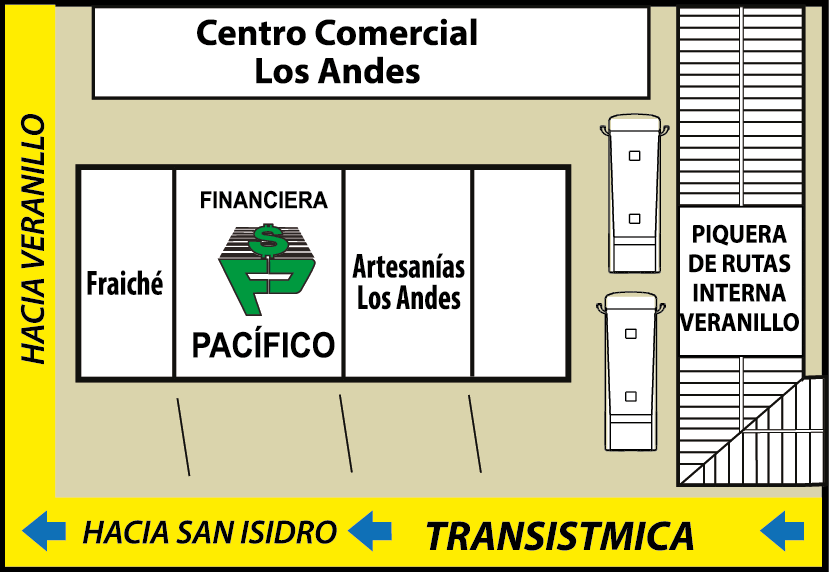 Centro Comercial
Los Andes
HACIA VERANILLO
Fraiché
FINANCIERA
$
FP
PACÍFICO
Artesanías
Los Andes
PIQUERA
DE RUTAS
INTERNA
VERANILLO
HACIA SAN ISIDRO
TRANSISTMICA